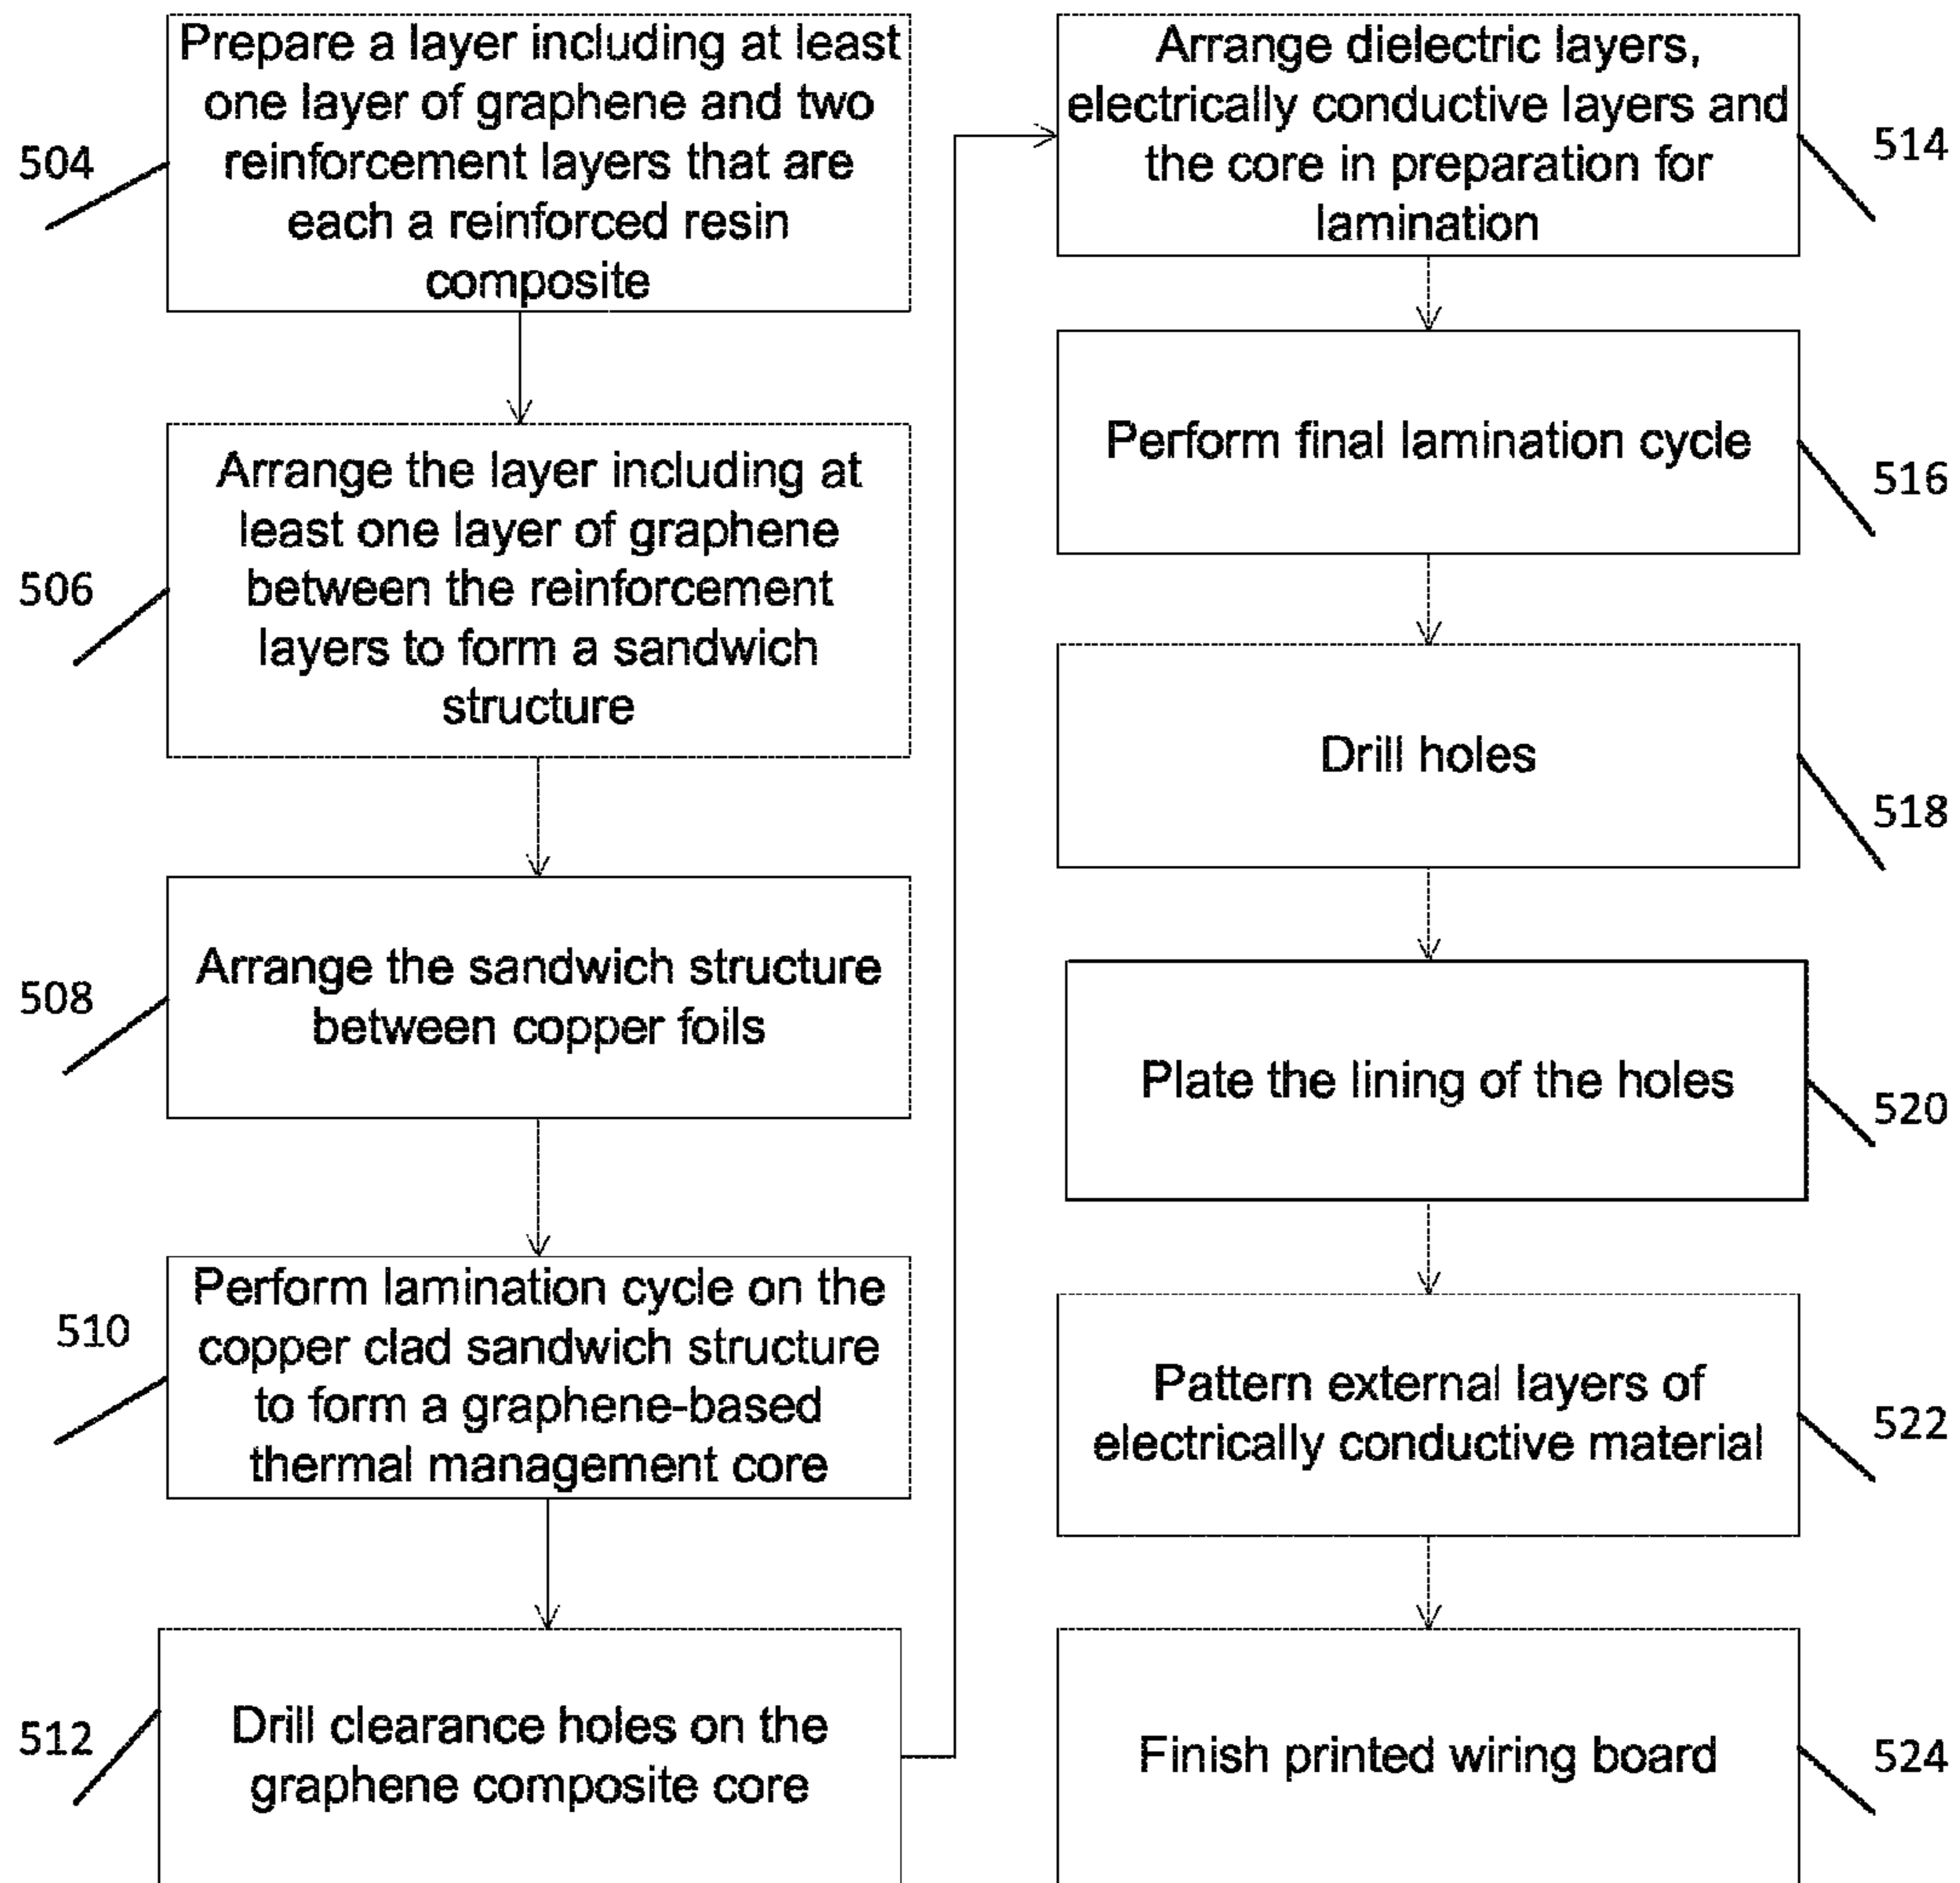 504
Prepare a layer including at least
one layer of graphene and two
reinforcement layers that are
each a reinforced resin
composite
506
Arrange the layer including at
least one layer of graphene
between the reinforcement
layers to form a sandwich
structure
508
Arrange the sandwich structure
between copper foils
510
Perform lamination cycle on the
copper clad sandwich structure
to form a graphene-based
thermal management core
512
Drill clearance holes on the
graphene composite core
Arrange dielectric layers,
electrically conductive layers and
the core in preparation for
lamination
514
Perform final lamination cycle
516
Drill holes
518
Plate the lining of the holes
520
Pattern external layers of
electrically conductive material
522
Finish printed wiring board
524